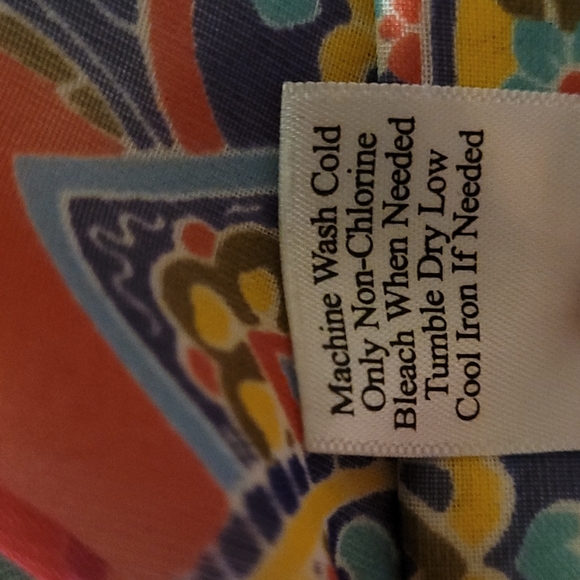 Machine Wash Cold
Only Non-Chlorine
Bleach When Needed
Tumble Dry Low
Cool Iron If Needed